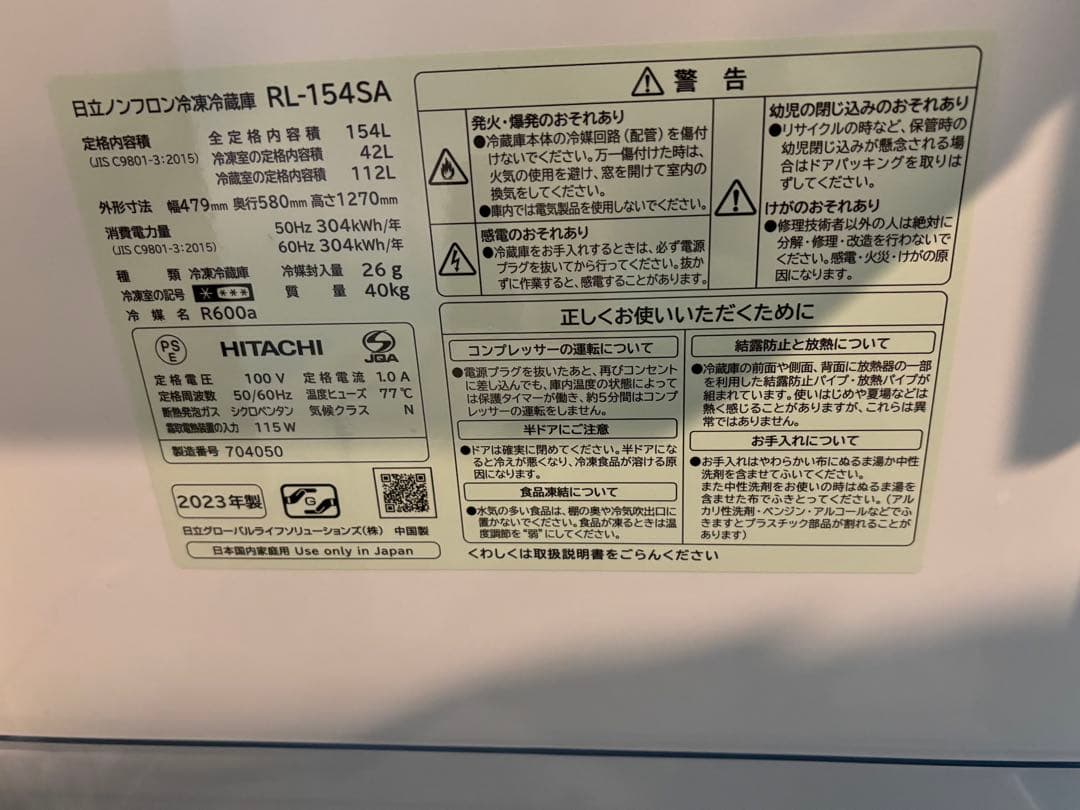 日立ノンフロン冷凍冷蔵庫 RL-154SA
定格内容積 全定格内容積 154L
(JIS C9801-3:2015) 冷凍室の定格内容積 42L
冷蔵室の定格内容積 112L
外形寸法 幅479mm 奥行580mm 高さ1270mm
消費電力量 50Hz 304kWh/年
(JIS C9801-3:2015) 60Hz 304kWh/年
種類 冷凍冷蔵庫 冷媒封入量 26g
冷凍室の記号 質量 40kg
冷媒名 R600a
PS
E
HITACHI
JQA
定格電圧 100V 定格電流 1.0A
定格周波数 50/60Hz 温度ヒューズ 77℃
断熱発泡ガス シクロペンタン 気候クラス N
霜取電熱装置の入力 115W
製造番号 704050
2023年製
G
日立グローバルライフソリューションズ(株) 中国製
日本国内家庭用 Use only in Japan
警告
発火・爆発のおそれあり
●冷蔵庫本体の冷媒回路(配管)を傷付
けないでください。万一傷付けた時は、
火気の使用を避け、窓を開けて室内の
換気をしてください。
●庫内では電気製品を使用しないでください。
感電のおそれあり
●冷蔵庫をお手入れするときは、必ず電源
プラグを抜いてから行ってください。抜か
ずに作業すると、感電することがあります。
幼児の閉じ込みのおそれあり
●リサイクルの時など、保管時の
幼児閉じ込みが懸念される場
合はドアパッキングを取りは
ずしてください。
けがのおそれあり
●修理技術者以外の人は絶対に
分解・修理・改造を行わないで
ください。感電・火災・けがの原
因になります。
正しくお使いいただくために
コンプレッサーの運転について
●電源プラグを抜いたあと、再びコンセント
に差し込んでも、庫内温度の状態によって
は保護タイマーが働き、約5分間はコンプ
レッサーの運転をしません。
半ドアにご注意
●ドアは確実に閉めてください。半ドアにな
ると冷えが悪くなり、冷凍食品が溶ける原
因になります。
食品凍結について
●水気の多い食品は、棚の奥や冷気吹出口に
置かないでください。食品が凍るときは温
度調節を“弱”にしてください。
結露防止と放熱について
●冷蔵庫の前面や側面、背面に放熱器の一部
を利用した結露防止パイプ・放熱パイプが
組まれています。使いはじめや夏場などは
熱く感じることがありますが、これらは異
常ではありません。
お手入れについて
●お手入れはやわらかい布にぬるま湯か中性
洗剤を含ませてふいてください。
また中性洗剤をお使いの時はぬるま湯を
含ませた布でふきとってください。(アル
カリ性洗剤・ベンジン・アルコールなどでふ
きますとプラスチック部品が割れることが
あります)
くわしくは取扱説明書をごらんください